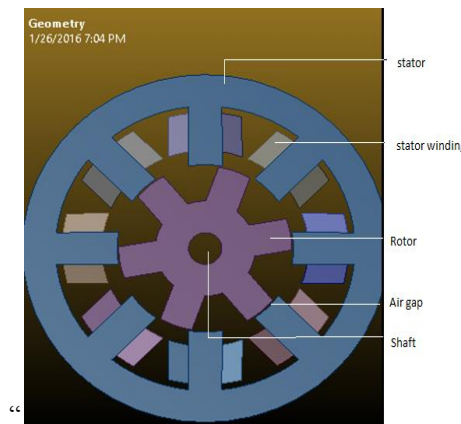 Geometry
1/26/2016 7:04 PM
stator
stator windin
Rotor
Air gap
Shaft
“